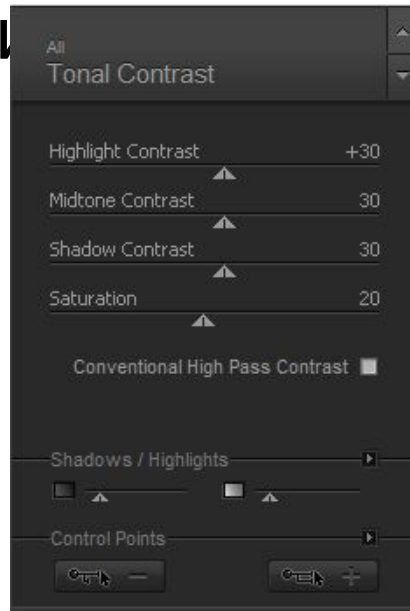 All
Tonal Contrast
Highlight Contrast +30
Midtone Contrast 30
Shadow Contrast 30
Saturation 20
Conventional High Pass Contrast
Shadows / Highlights
Control Points